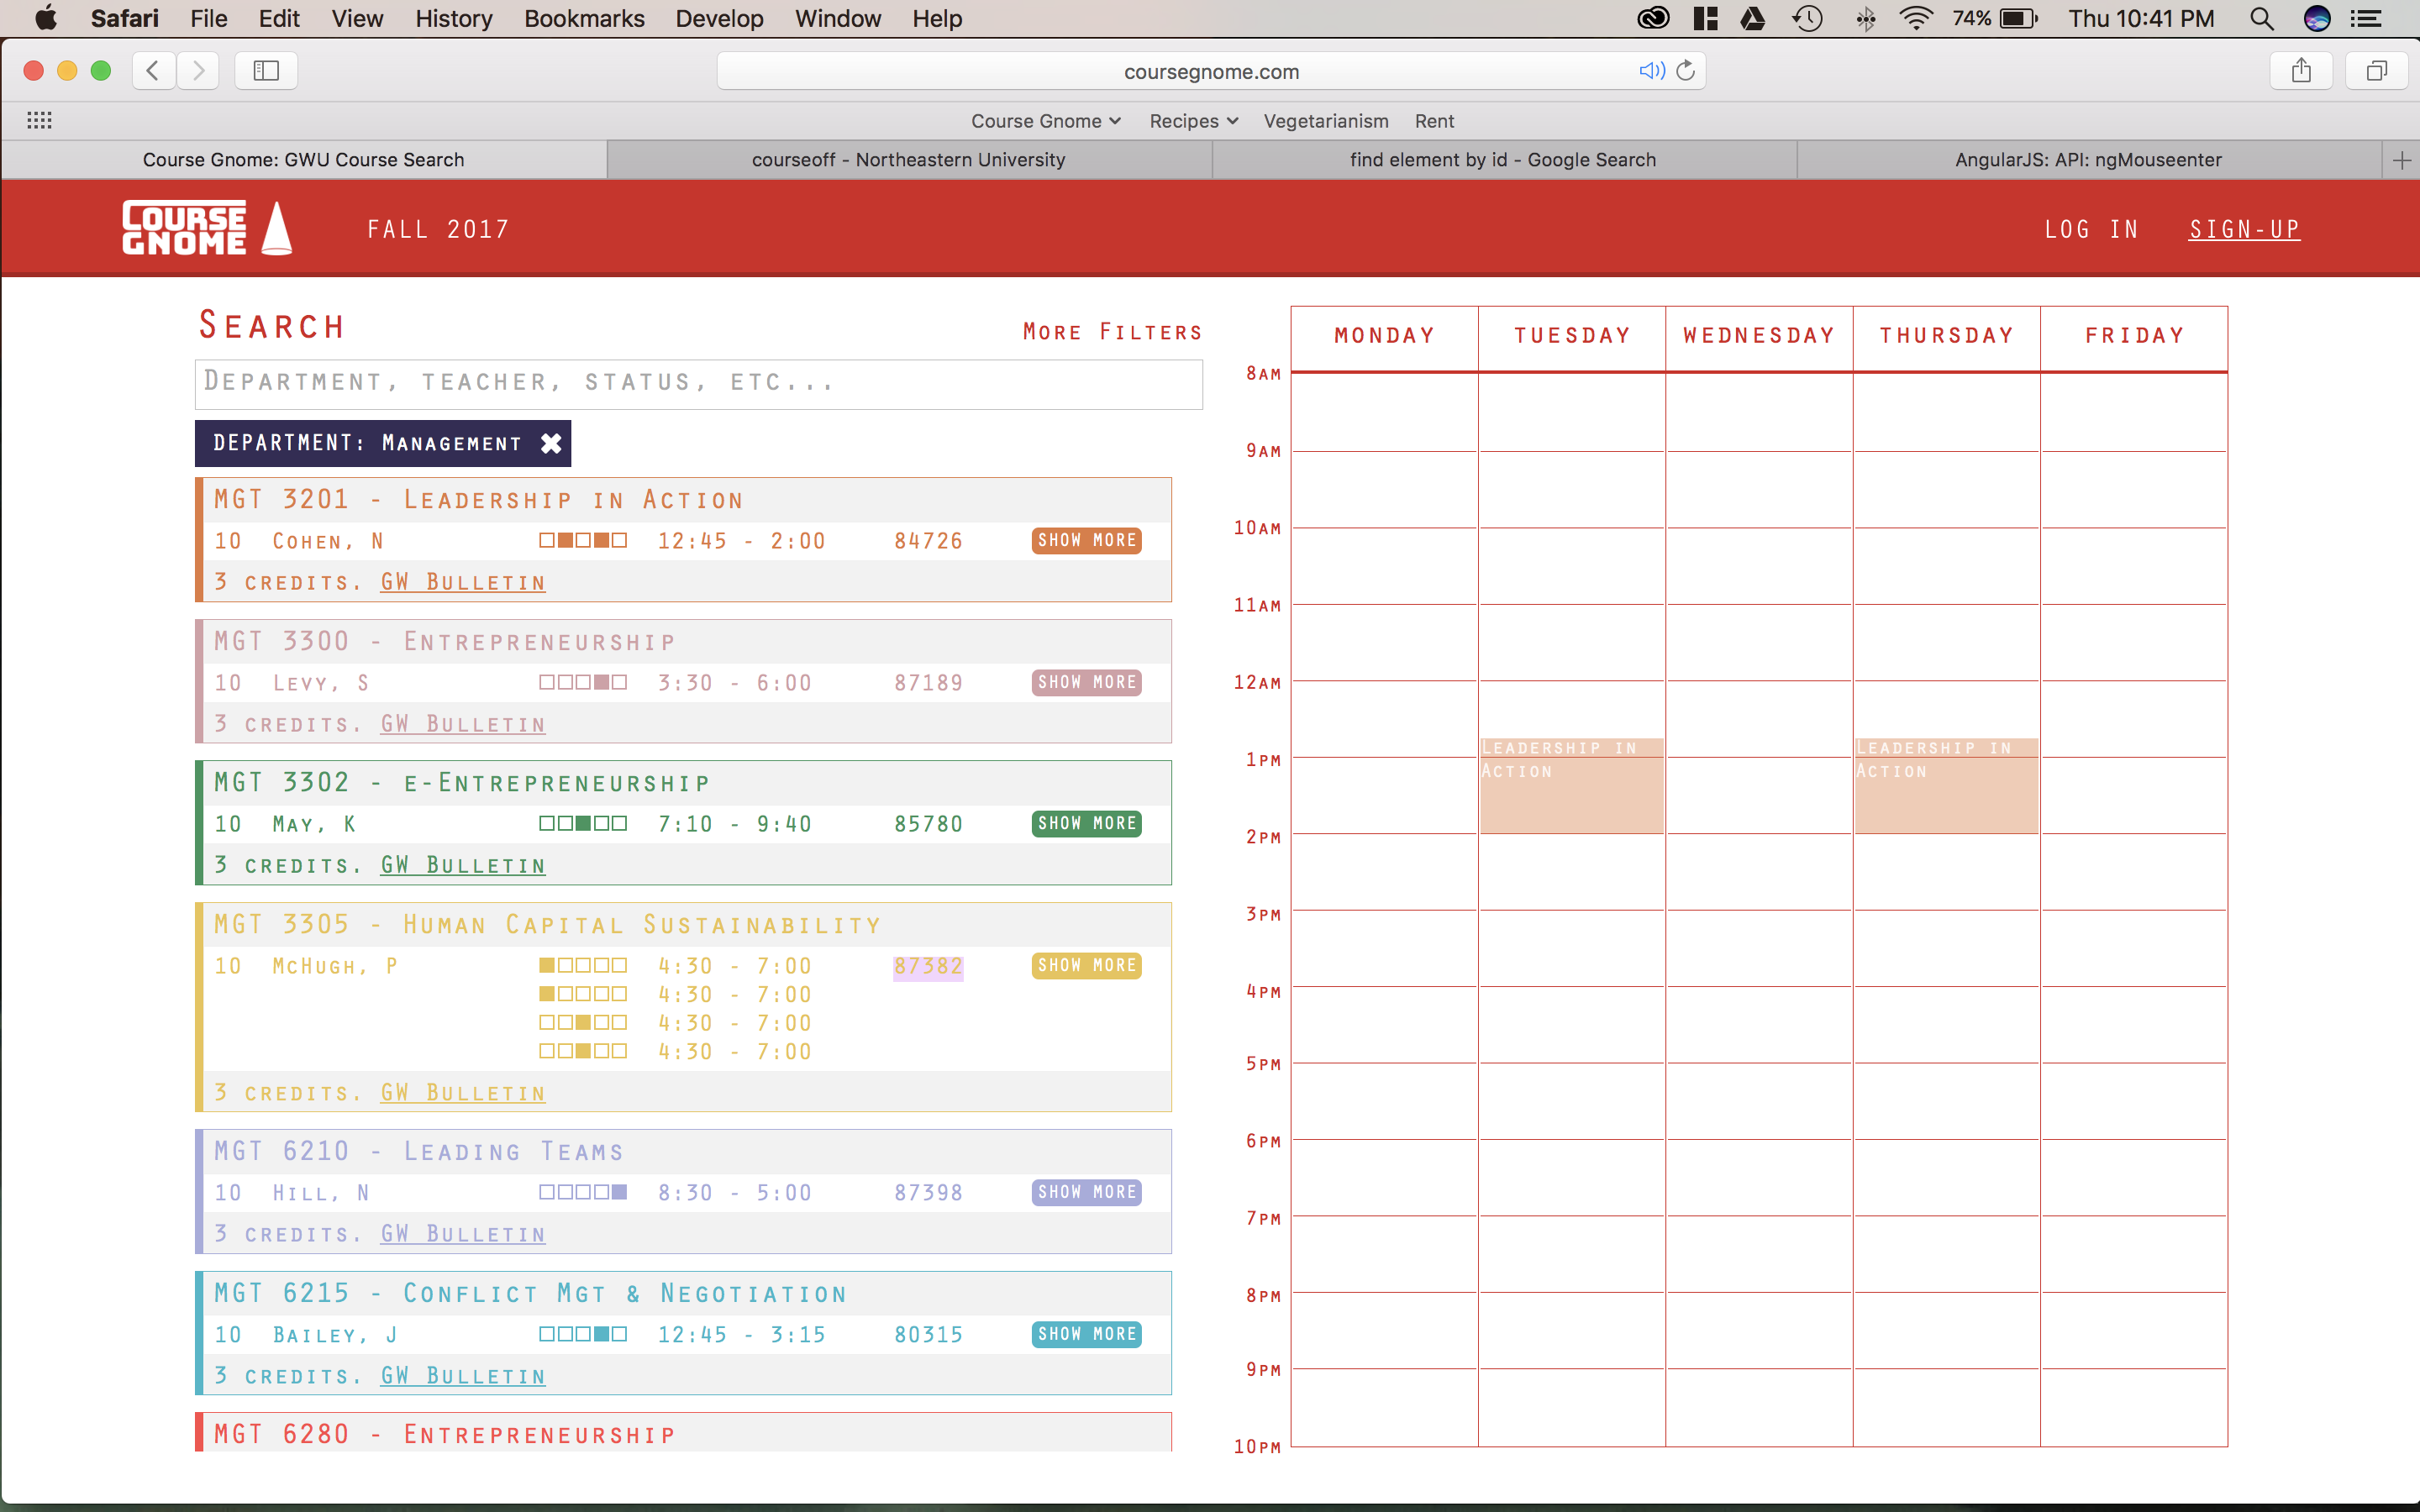 Safari File Edit View History Bookmarks Develop Window Help 74% Thu 10:41 PM
coursegnome.com
Course Gnome Recipes Vegetarianism Rent
Course Gnome: GWU Course Search courseoff - Northeastern University find element by id - Google Search AngularJS: API: ngMouseenter
COURSE GNOME FALL 2017 LOG IN SIGN-UP
Search More Filters
Department, teacher, status, etc...
DEPARTMENT: Management
MGT 3201 - Leadership in Action
10 Cohen, N 12:45 - 2:00 84726 SHOW MORE
3 credits. GW Bulletin
MGT 3300 - Entrepreneurship
10 Levy, S 3:30 - 6:00 87189 SHOW MORE
3 credits. GW Bulletin
MGT 3302 - e-Entrepreneurship
10 May, K 7:10 - 9:40 85780 SHOW MORE
3 credits. GW Bulletin
MGT 3305 - Human Capital Sustainability
10 McHugh, P 4:30 - 7:00 87382 SHOW MORE
4:30 - 7:00
4:30 - 7:00
4:30 - 7:00
3 credits. GW Bulletin
MGT 6210 - Leading Teams
10 Hill, N 8:30 - 5:00 87398 SHOW MORE
3 credits. GW Bulletin
MGT 6215 - Conflict Mgt & Negotiation
10 Bailey, J 12:45 - 3:15 80315 SHOW MORE
3 credits. GW Bulletin
MGT 6280 - Entrepreneurship
MONDAY TUESDAY WEDNESDAY THURSDAY FRIDAY
8am
9am
10am
11am
12am
Leadership in Leadership in
1pm
Action Action
2pm
3pm
4pm
5pm
6pm
7pm
8pm
9pm
10pm